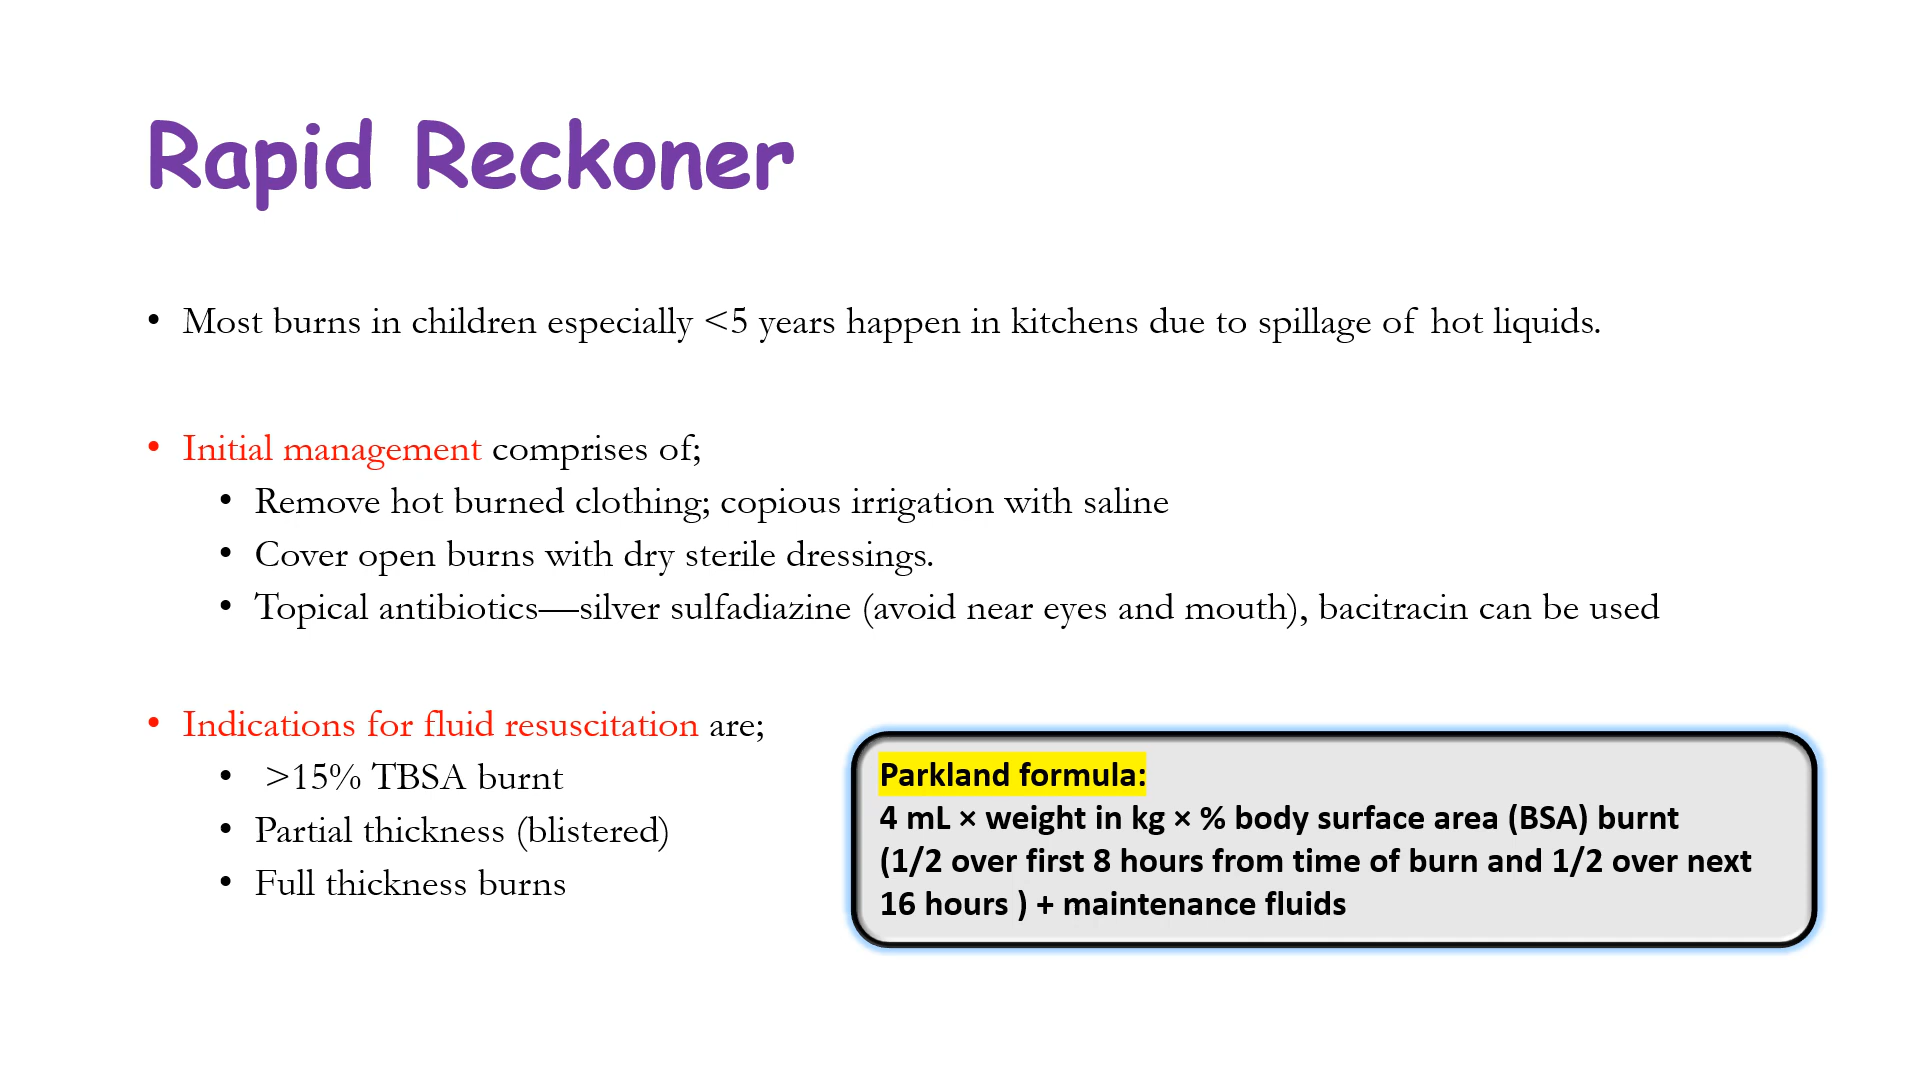 Rapid Reckoner
• Most burns in children especially <5 years happen in kitchens due to spillage of hot liquids.
• Initial management comprises of;
• Remove hot burned clothing; copious irrigation with saline
• Cover open burns with dry sterile dressings.
• Topical antibiotics—silver sulfadiazine (avoid near eyes and mouth), bacitracin can be used
• Indications for fluid resuscitation are;
• >15% TBSA burnt
• Partial thickness (blistered)
• Full thickness burns
Parkland formula:
4 mL × weight in kg × % body surface area (BSA) burnt
(1/2 over first 8 hours from time of burn and 1/2 over next
16 hours ) + maintenance fluids